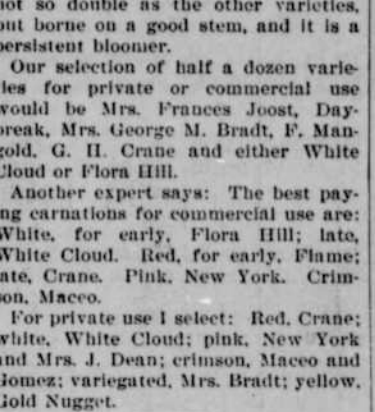 not so double as the other varieties,
but borne on a good stem, and it is a
persistent bloomer.
Our selection of half a dozen varie-
ties for private or commercial use
would be Mrs. Frances Joost, Day-
break, Mrs. George M. Bradt, F. Man-
gold, G. H. Crane and either White
Cloud or Flora Hill.
Another expert says: The best pay-
ing carnations for commercial use are:
White, for early, Flora Hill; late,
White Cloud. Red, for early, Flame;
late, Crane. Pink, New York. Crim-
son, Maceo.
For private use I select: Red, Crane;
white, White Cloud; pink, New York
and Mrs. J. Dean; crimson, Maceo and
Gomez; variegated, Mrs. Bradt; yellow,
Gold Nugget.